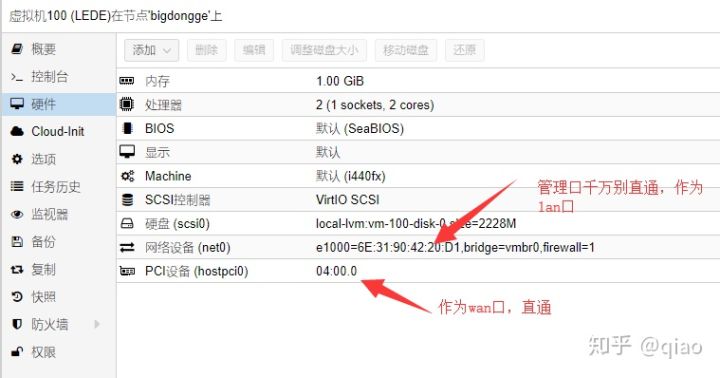 虚拟机100 (LEDE)在节点'bigdongge'上
概要
控制台
硬件
Cloud-Init
选项
任务历史
监视器
备份
复制
快照
防火墙
权限
添加
删除
编辑
调整磁盘大小
移动磁盘
还原
内存 1.00 GiB
处理器 2 (1 sockets, 2 cores)
BIOS 默认 (SeaBIOS)
显示 默认
Machine 默认 (i440fx)
SCSI控制器 VirtIO SCSI
硬盘 (scsi0) local-lvm:vm-100-disk-0,size=2228M
网络设备 (net0) e1000=6E:31:90:42:20:D1,bridge=vmbr0,firewall=1
PCI设备 (hostpci0) 04:00.0
管理口千万别直通，作为
lan口
作为wan口，直通
知乎 @qiao